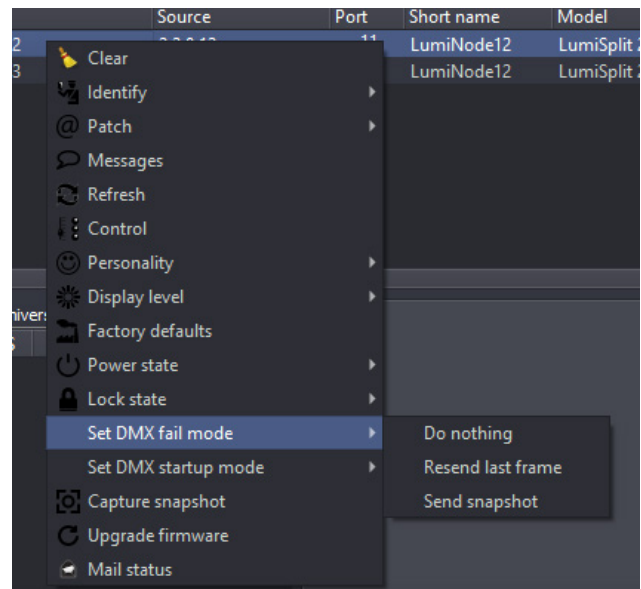 Source Port Short name Model
2 LumiNode12 LumiSplit 2
3 LumiNode12 LumiSplit 2
Clear
Identify
Patch
Messages
Refresh
Control
Personality
Display level
Factory defaults
Power state
Lock state
Set DMX fail mode
Do nothing
Set DMX startup mode
Resend last frame
Capture snapshot
Send snapshot
Upgrade firmware
Mail status
nivers
S